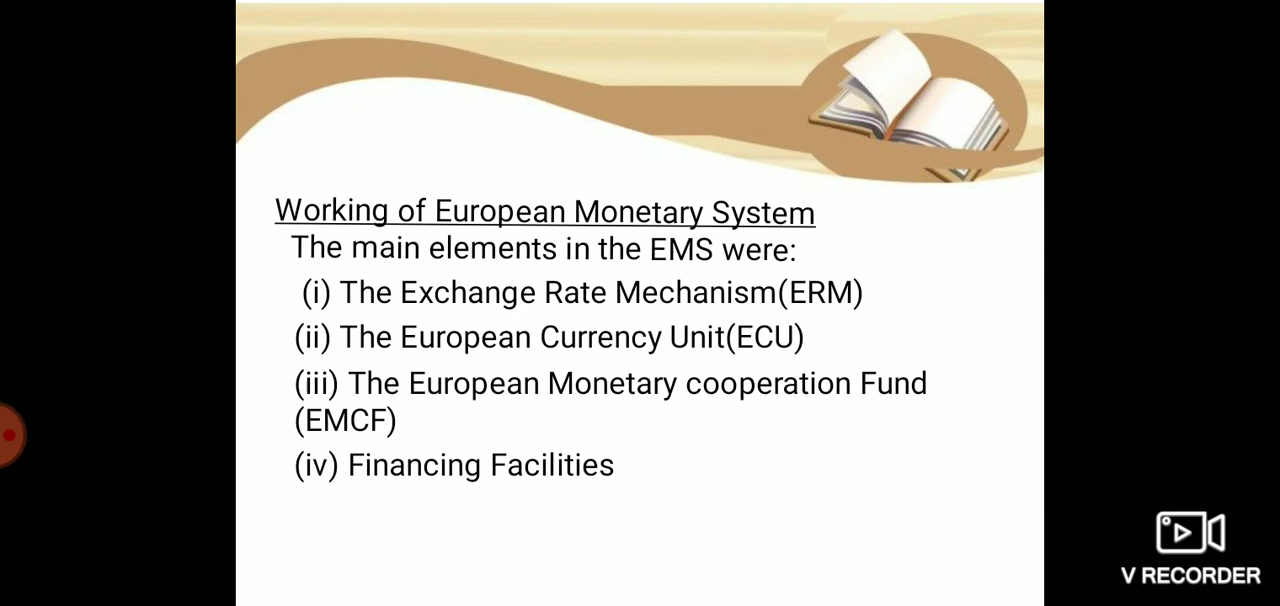 Working of European Monetary System
The main elements in the EMS were:
(i) The Exchange Rate Mechanism(ERM)
(ii) The European Currency Unit(ECU)
(iii) The European Monetary cooperation Fund
(EMCF)
(iv) Financing Facilities
V RECORDER